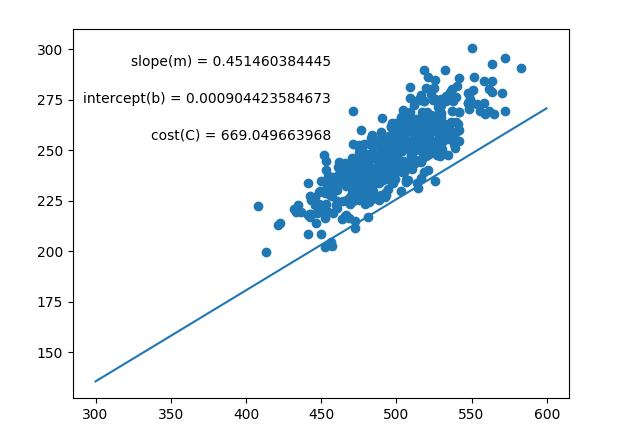 300
slope(m) = 0.451460384445
275
intercept(b) = 0.000904423584673
cost(C) = 669.049663968
250
225
200
175
150
300 350 400 450 500 550 600